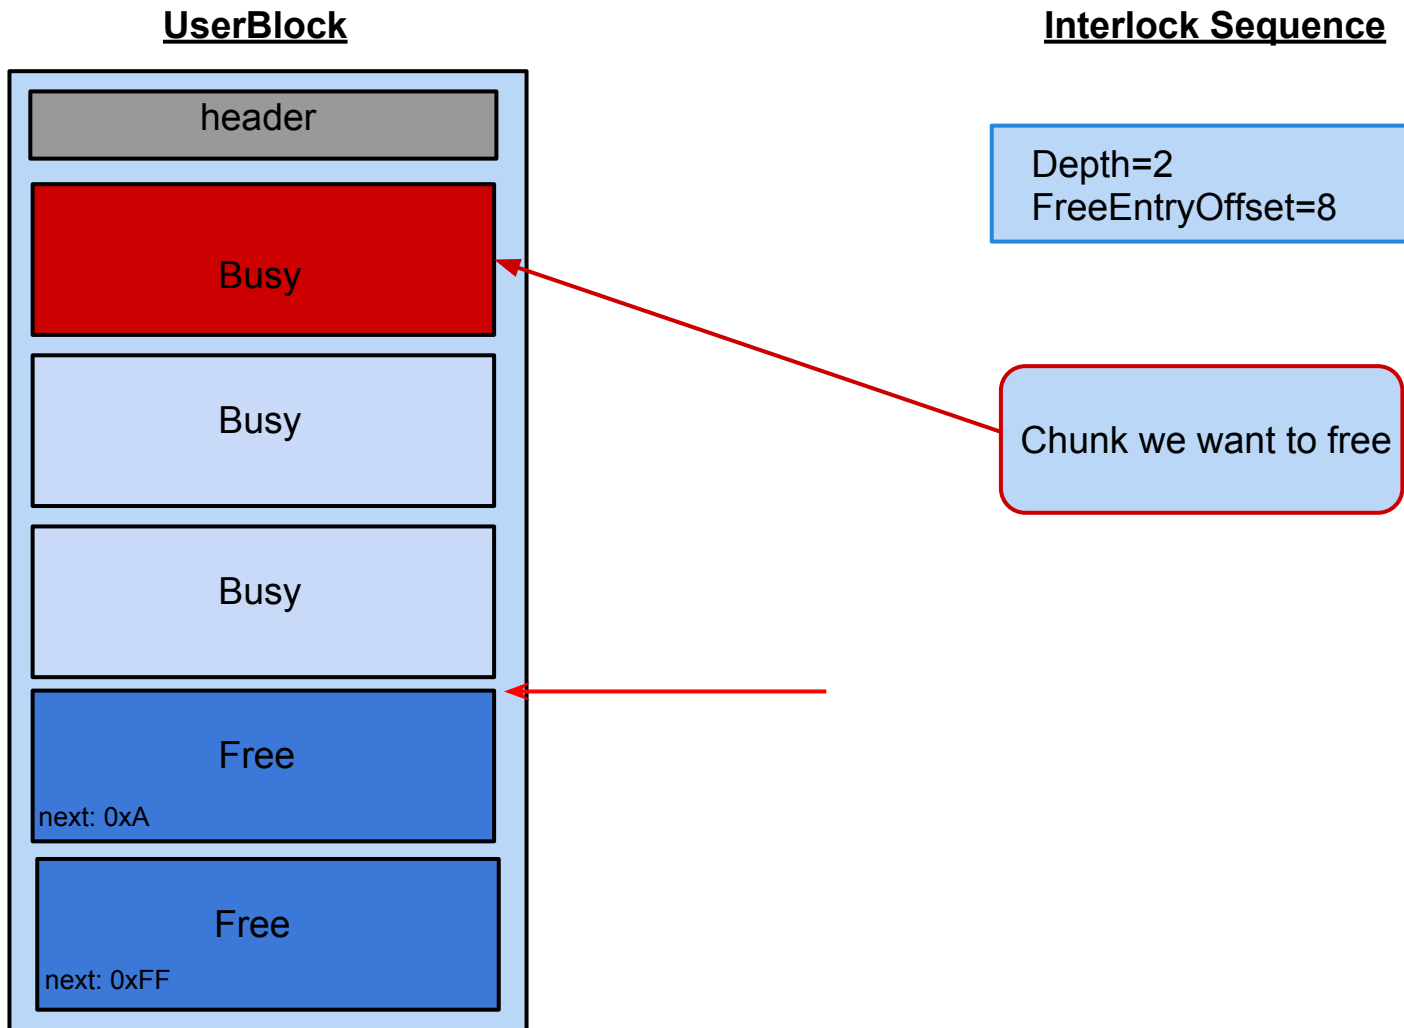 UserBlock
header
Busy
Busy
Busy
Free
next: 0xA
Free
next: 0xFF
Interlock Sequence
Depth=2
FreeEntryOffset=8
Chunk we want to free